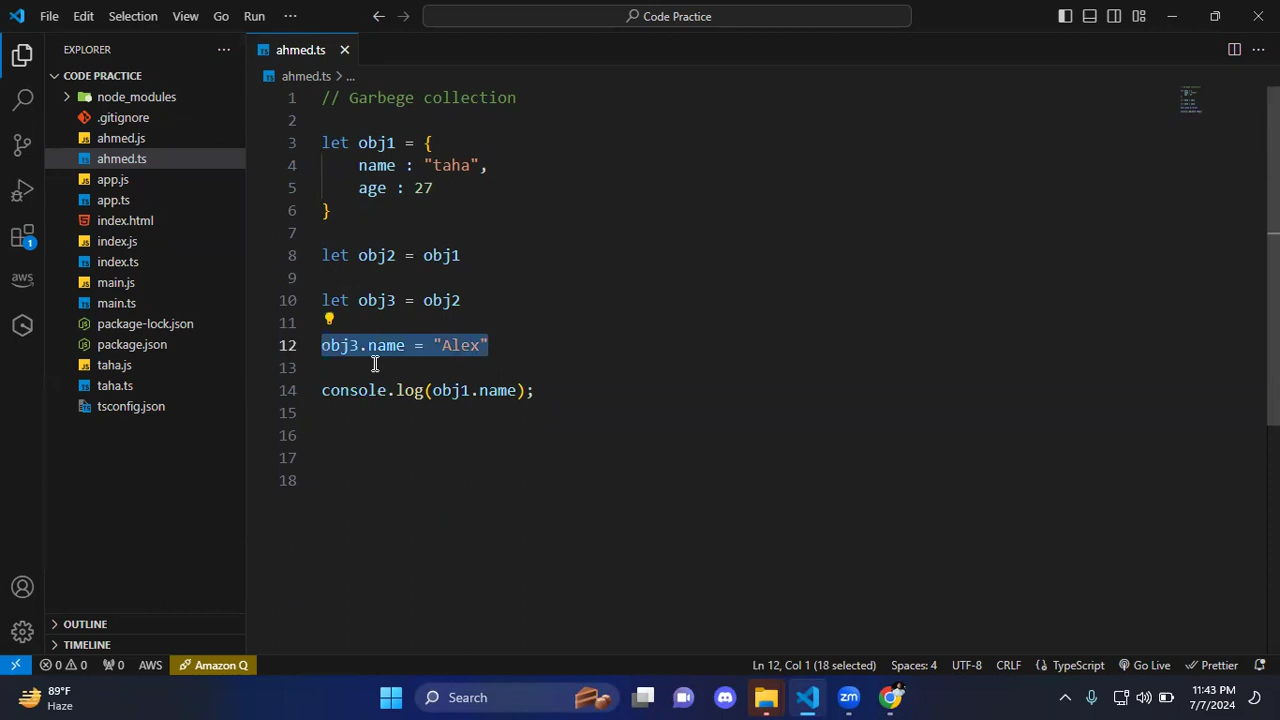 File Edit Selection View Go Run ··· Code Practice
EXPLORER ···
CODE PRACTICE
node_modules
.gitignore
ahmed.js
ahmed.ts
app.js
app.ts
index.html
index.js
index.ts
main.js
main.ts
package-lock.json
package.json
taha.js
taha.ts
tsconfig.json
OUTLINE
TIMELINE
TS ahmed.ts
TS ahmed.ts > ...
1 // Garbege collection
2
3 let obj1 = {
4 name : "taha",
5 age : 27
6 }
7
8 let obj2 = obj1
9
10 let obj3 = obj2
11
12 obj3.name = "Alex"
13
14 console.log(obj1.name);
15
16
17
18
1
aws
0 0 0 AWS Amazon Q Ln 12, Col 1 (18 selected) Spaces: 4 UTF-8 CRLF TypeScript Go Live Prettier
89°F
Haze
Search
zm
11:43 PM
7/7/2024